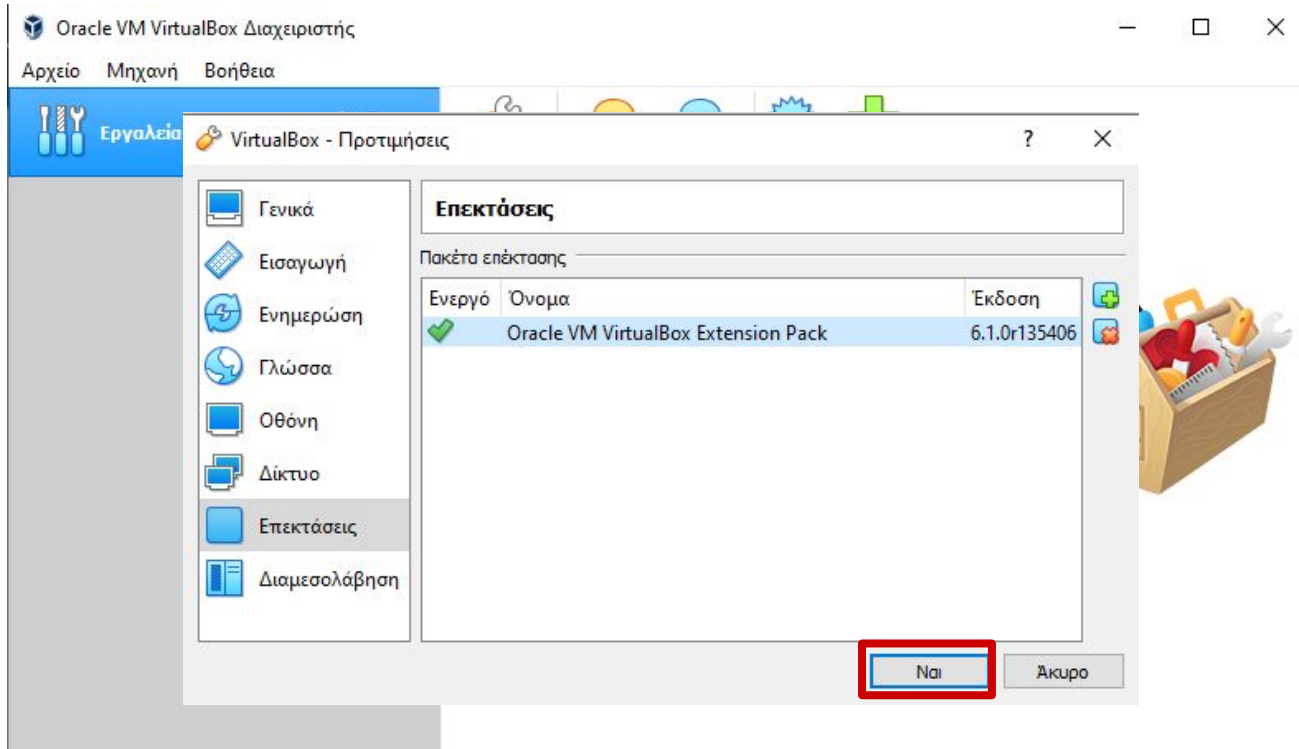 Oracle VM VirtualBox Διαχειριστής
Αρχείο Μηχανή Βοήθεια
Εργαλεία
VirtualBox - Προτιμήσεις ?
Γενικά
Εισαγωγή
Ενημέρωση
Γλώσσα
Οθόνη
Δίκτυο
Επεκτάσεις
Διαμεσολάβηση
Επεκτάσεις
Πακέτα επέκτασης
Ενεργό Όνομα Έκδοση
Oracle VM VirtualBox Extension Pack 6.1.0r135406
Ναι Άκυρο